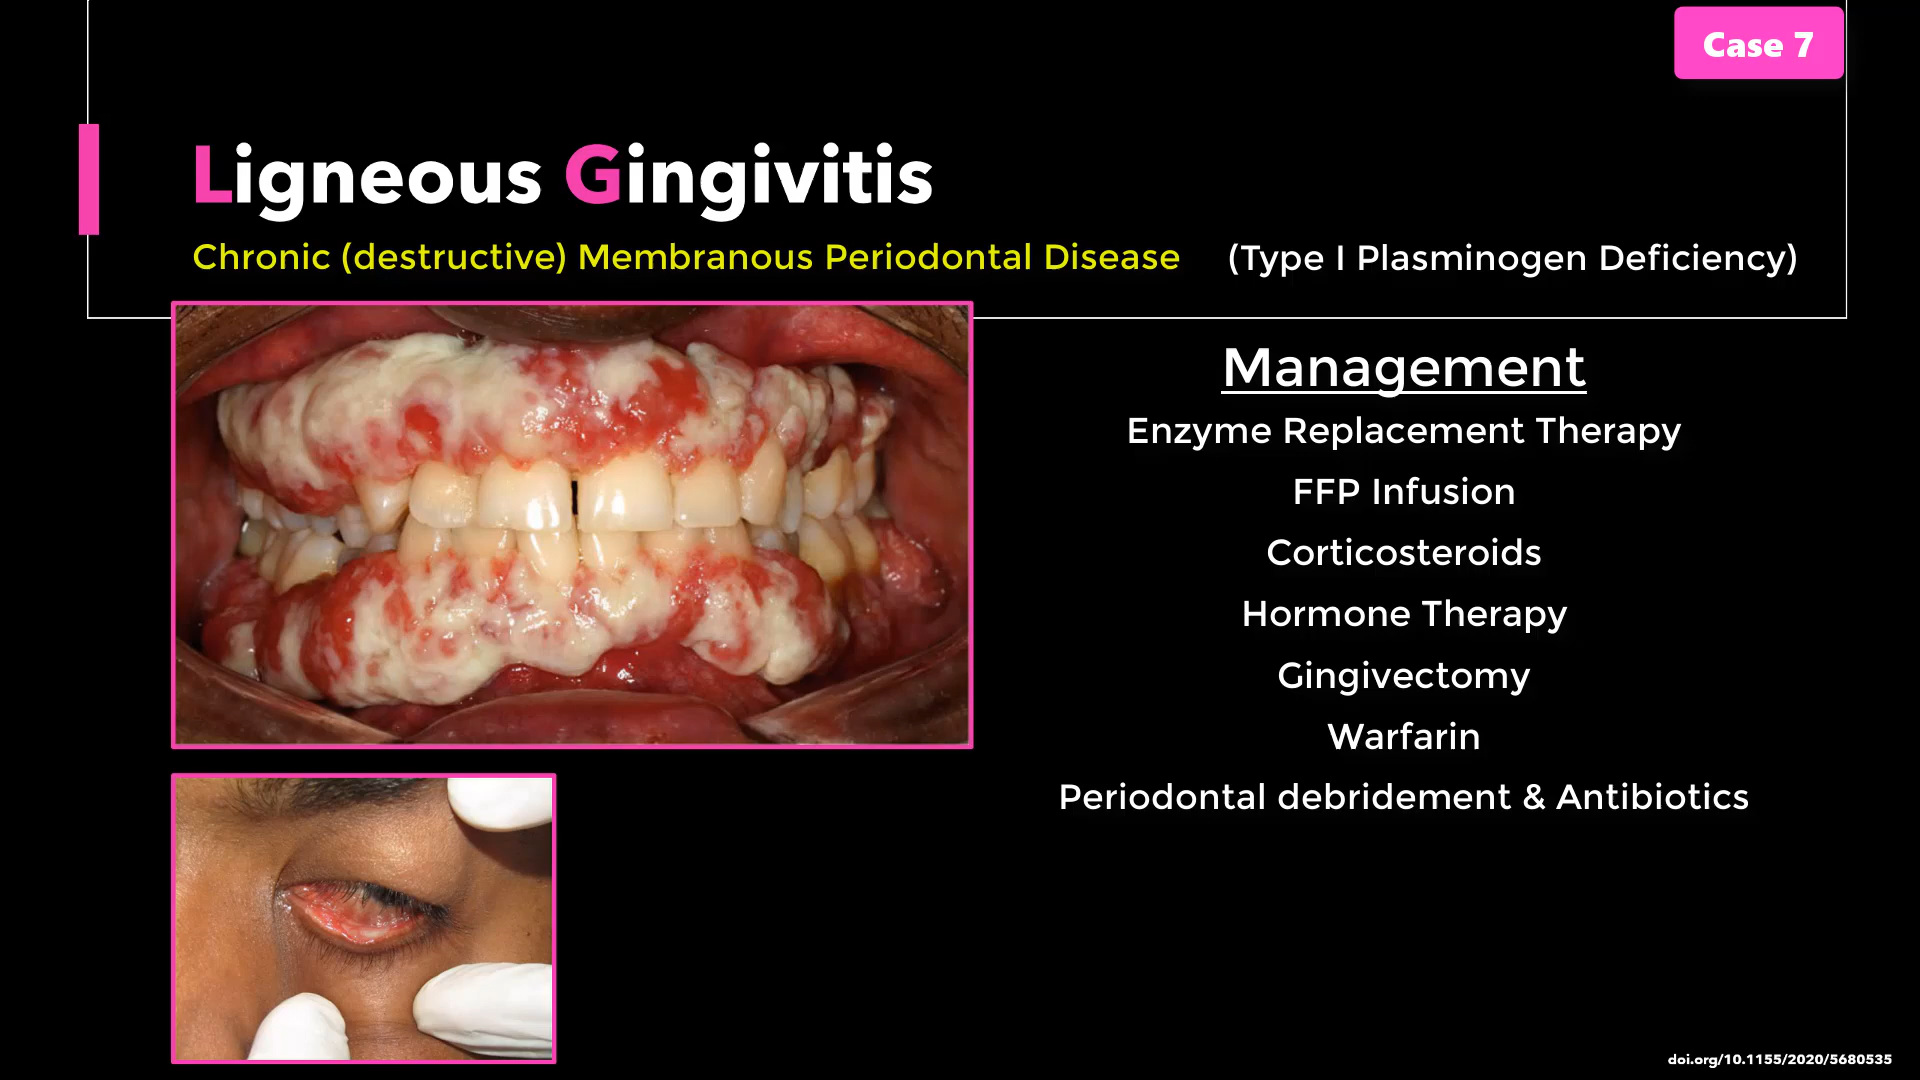 Case 7
Ligneous Gingivitis
Chronic (destructive) Membranous Periodontal Disease (Type I Plasminogen Deficiency)
Management
Enzyme Replacement Therapy
FFP Infusion
Corticosteroids
Hormone Therapy
Gingivectomy
Warfarin
Periodontal debridement & Antibiotics
doi.org/10.1155/2020/5680535